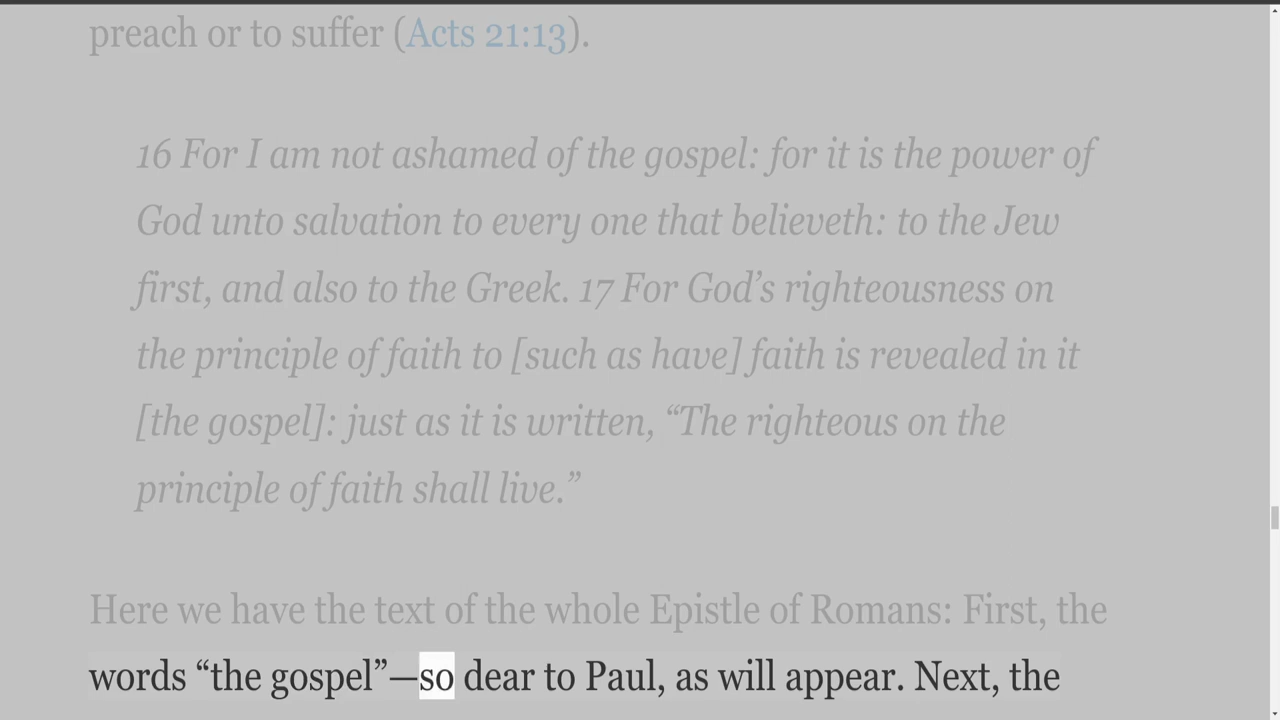 preach or to suffer (Acts 21:13).
16 For I am not ashamed of the gospel: for it is the power of
God unto salvation to every one that believeth: to the Jew
first, and also to the Greek. 17 For God’s righteousness on
the principle of faith to [such as have] faith is revealed in it
[the gospel]: just as it is written, “The righteous on the
principle of faith shall live.”
Here we have the text of the whole Epistle of Romans: First, the
words “the gospel”—so dear to Paul, as will appear. Next, the